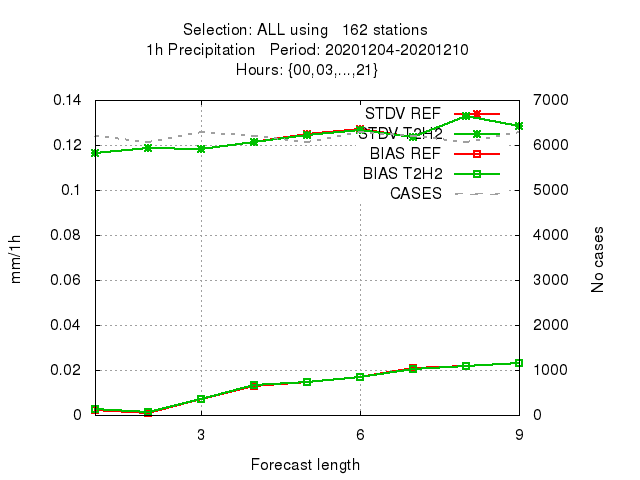 Selection: ALL using   162 stations
1h Precipitation   Period: 20201204-20201210
Hours: {00,03,...,21}
0.14
0.12
0.1
0.08
0.06
0.04
0.02
0
mm/1h
STDV REF
STDV T2H2
BIAS REF
BIAS T2H2
CASES
7000
6000
5000
4000
3000
2000
1000
0
No cases
3
6
9
Forecast length